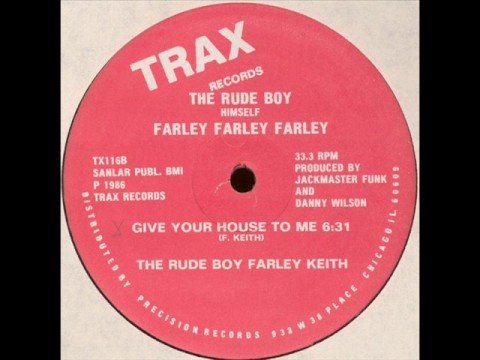 TRAX
RECORDS
THE RUDE BOY
HIMSELF
FARLEY FARLEY FARLEY
TX116B
SANLAR PUBL. BMI
P 1986
TRAX RECORDS
33.3 RPM
PRODUCED BY
JACKMASTER FUNK
AND
DANNY WILSON
GIVE YOUR HOUSE TO ME 6:31
(F. KEITH)
THE RUDE BOY FARLEY KEITH
DISTRIBUTED BY PRECISION RECORDS 933 W 38 PLACE CHICAGO IL 60609